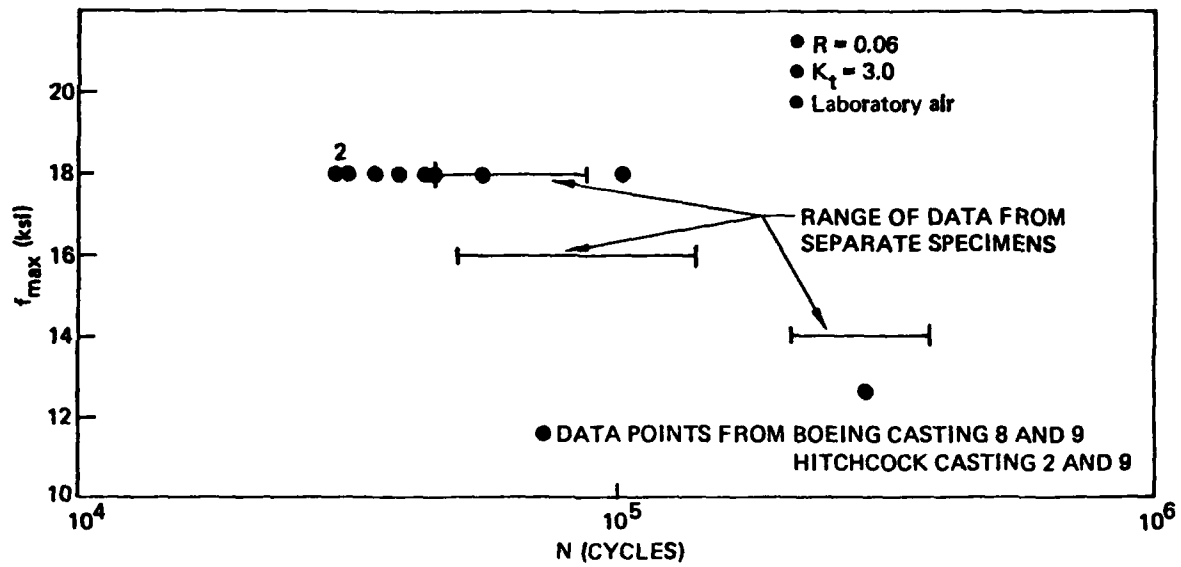 ● R = 0.06
● Kt = 3.0
● Laboratory air
20
2
18
16
14
12
10
fmax (ksi)
RANGE OF DATA FROM
SEPARATE SPECIMENS
● DATA POINTS FROM BOEING CASTING 8 AND 9
HITCHCOCK CASTING 2 AND 9
10^4
10^5
10^6
N (CYCLES)